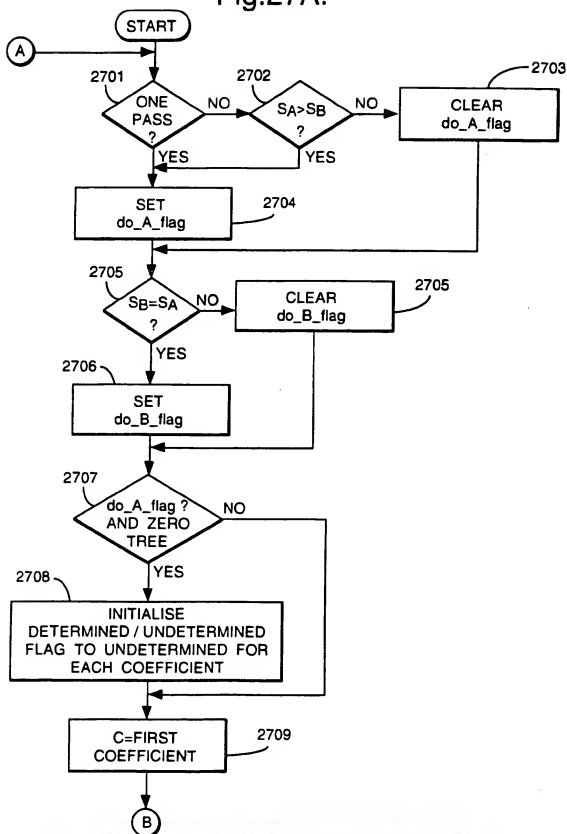 Fig.27A.
START
A
2701
ONE
PASS
?
NO
YES
2702
SA>SB
?
NO
YES
2703
CLEAR
do_A_flag
SET
do_A_flag
2704
2705
SB=SA
?
NO
YES
CLEAR
do_B_flag
2705
2706
SET
do_B_flag
2707
do_A_flag ?
AND ZERO
TREE
NO
YES
2708
INITIALISE
DETERMINED / UNDETERMINED
FLAG TO UNDETERMINED FOR
EACH COEFFICIENT
C=FIRST
COEFFICIENT
2709
B